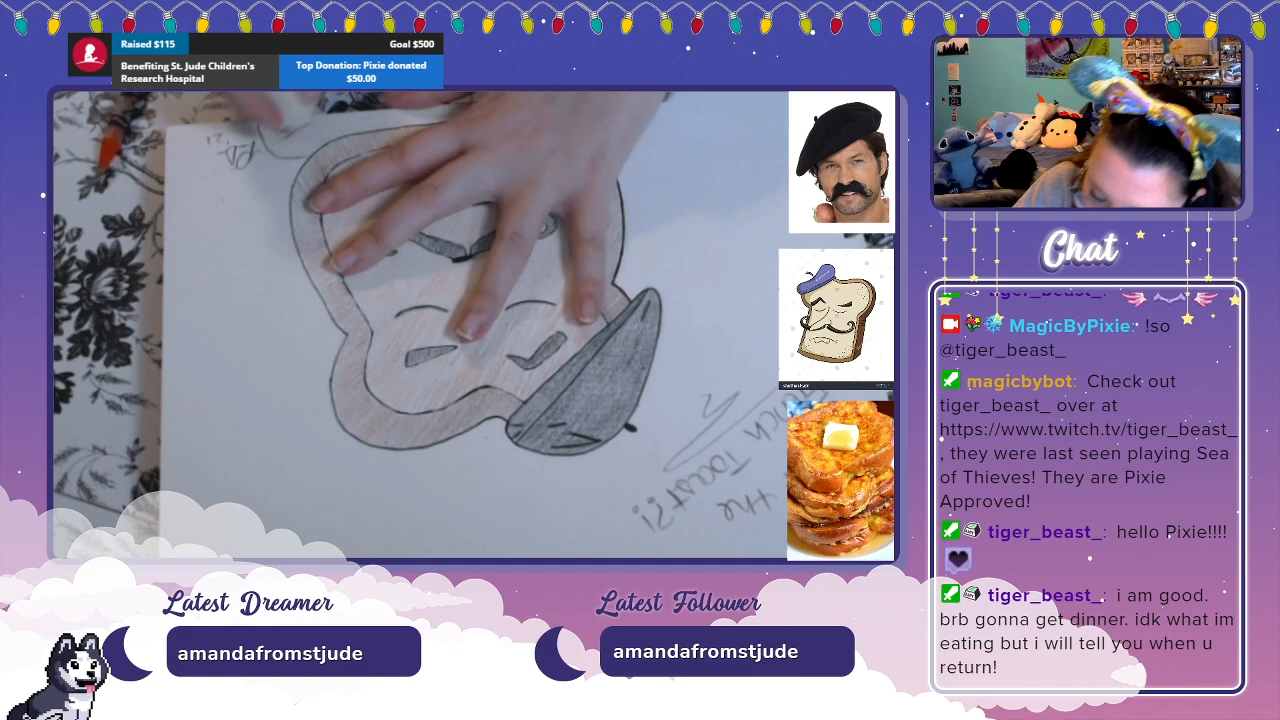 Raised $115
Goal $500
Benefiting St. Jude Children's
Research Hospital
Top Donation: Pixie donated
$50.00
the
French
Toast?!
Chat
tiger_beast_:
MagicByPixie: !so
@tiger_beast_
magicbybot: Check out
tiger_beast_ over at
https://www.twitch.tv/tiger_beast_
, they were last seen playing Sea
of Thieves! They are Pixie
Approved!
tiger_beast_: hello Pixie!!!!
tiger_beast_: i am good.
brb gonna get dinner. idk what im
eating but i will tell you when u
return!
Latest Dreamer
amandafromstjude
Latest Follower
amandafromstjude